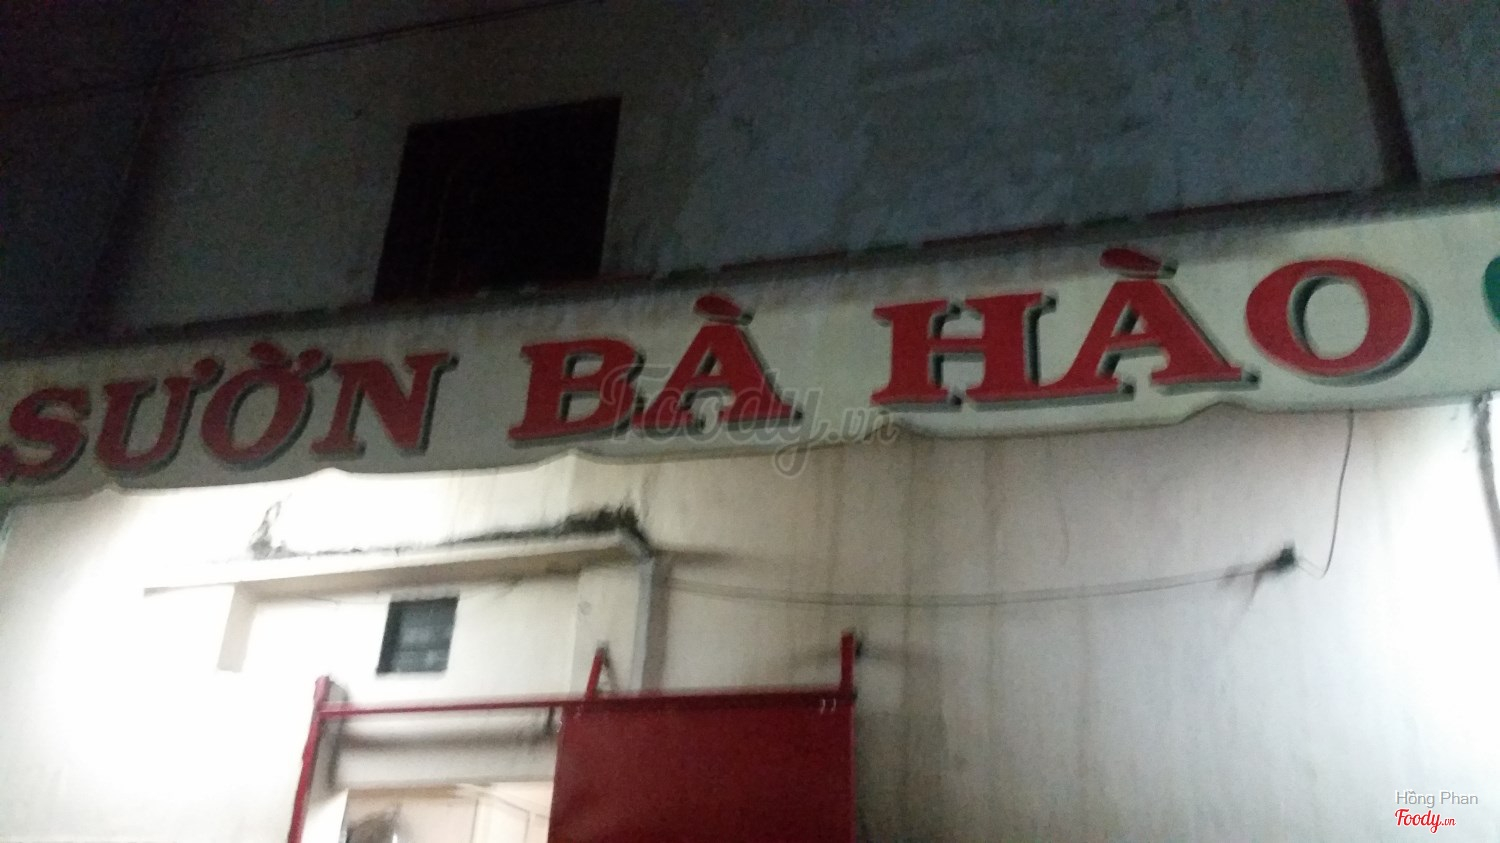 SƯỜN BÀ HÀO
Foody.vn
Hồng Phan
Foody.vn